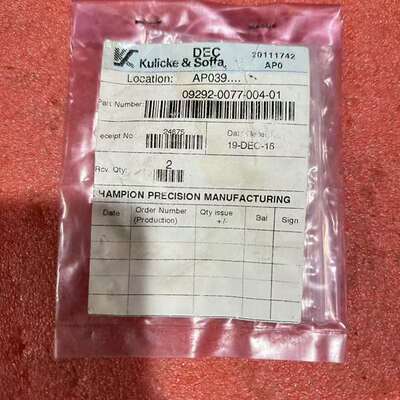 DEC
Kulicke & Soffa
20111742
AP0
Location: AP039....
09292-0077-004-01
Part Number:
Receipt No 24675
19-DEC-16
Rcv. Qty: 2
HAMPION PRECISION MANUFACTURING
Date Order Number (Production) Qty issue +/- Bal Sign